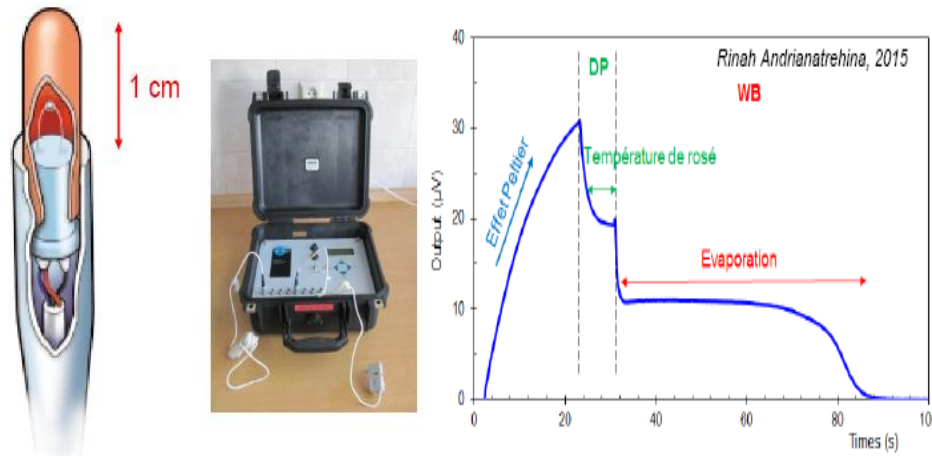 1 cm
Rinah Andrianatrehina, 2015
DP
WB
Effet Peltier
Température de rosé
Evaporation
Output (µV)
40
30
20
10
0
0
20
40
60
80
10
Times (s)